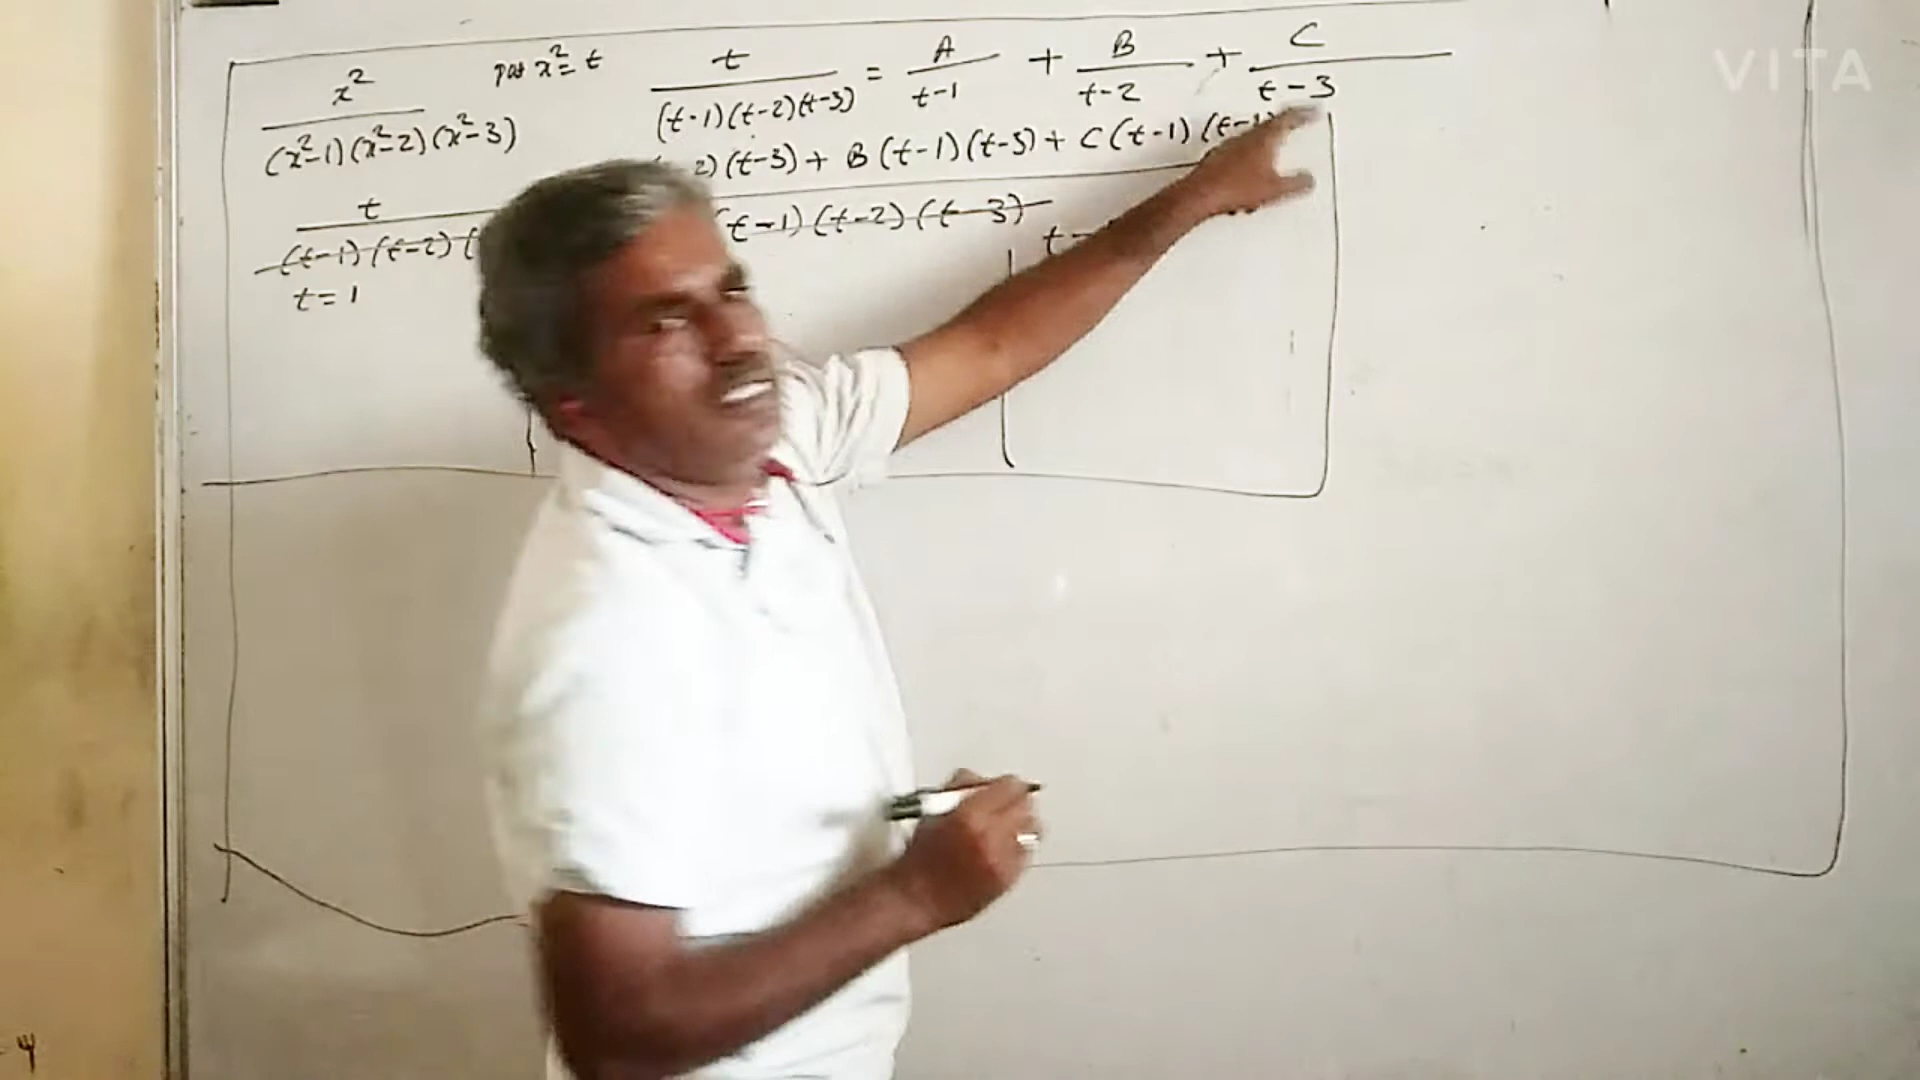 x²/(x²-1)(x²-2)(x²-3) put x²=t t/(t-1)(t-2)(t-3) = A/t-1 + B/t-2 + C/t-3
2)(t-3) + B(t-1)(t-3) + C(t-1)(t-
t/(t-1)(t-2)( (t-1)(t-2)(t-3)
t=1
VITA